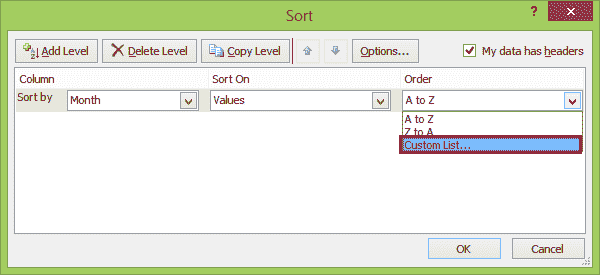 Sort
?
Add Level Delete Level Copy Level Options... My data has headers
Column Sort On Order
Sort by Month Values A to Z
A to Z
Z to A
Custom List...
OK Cancel